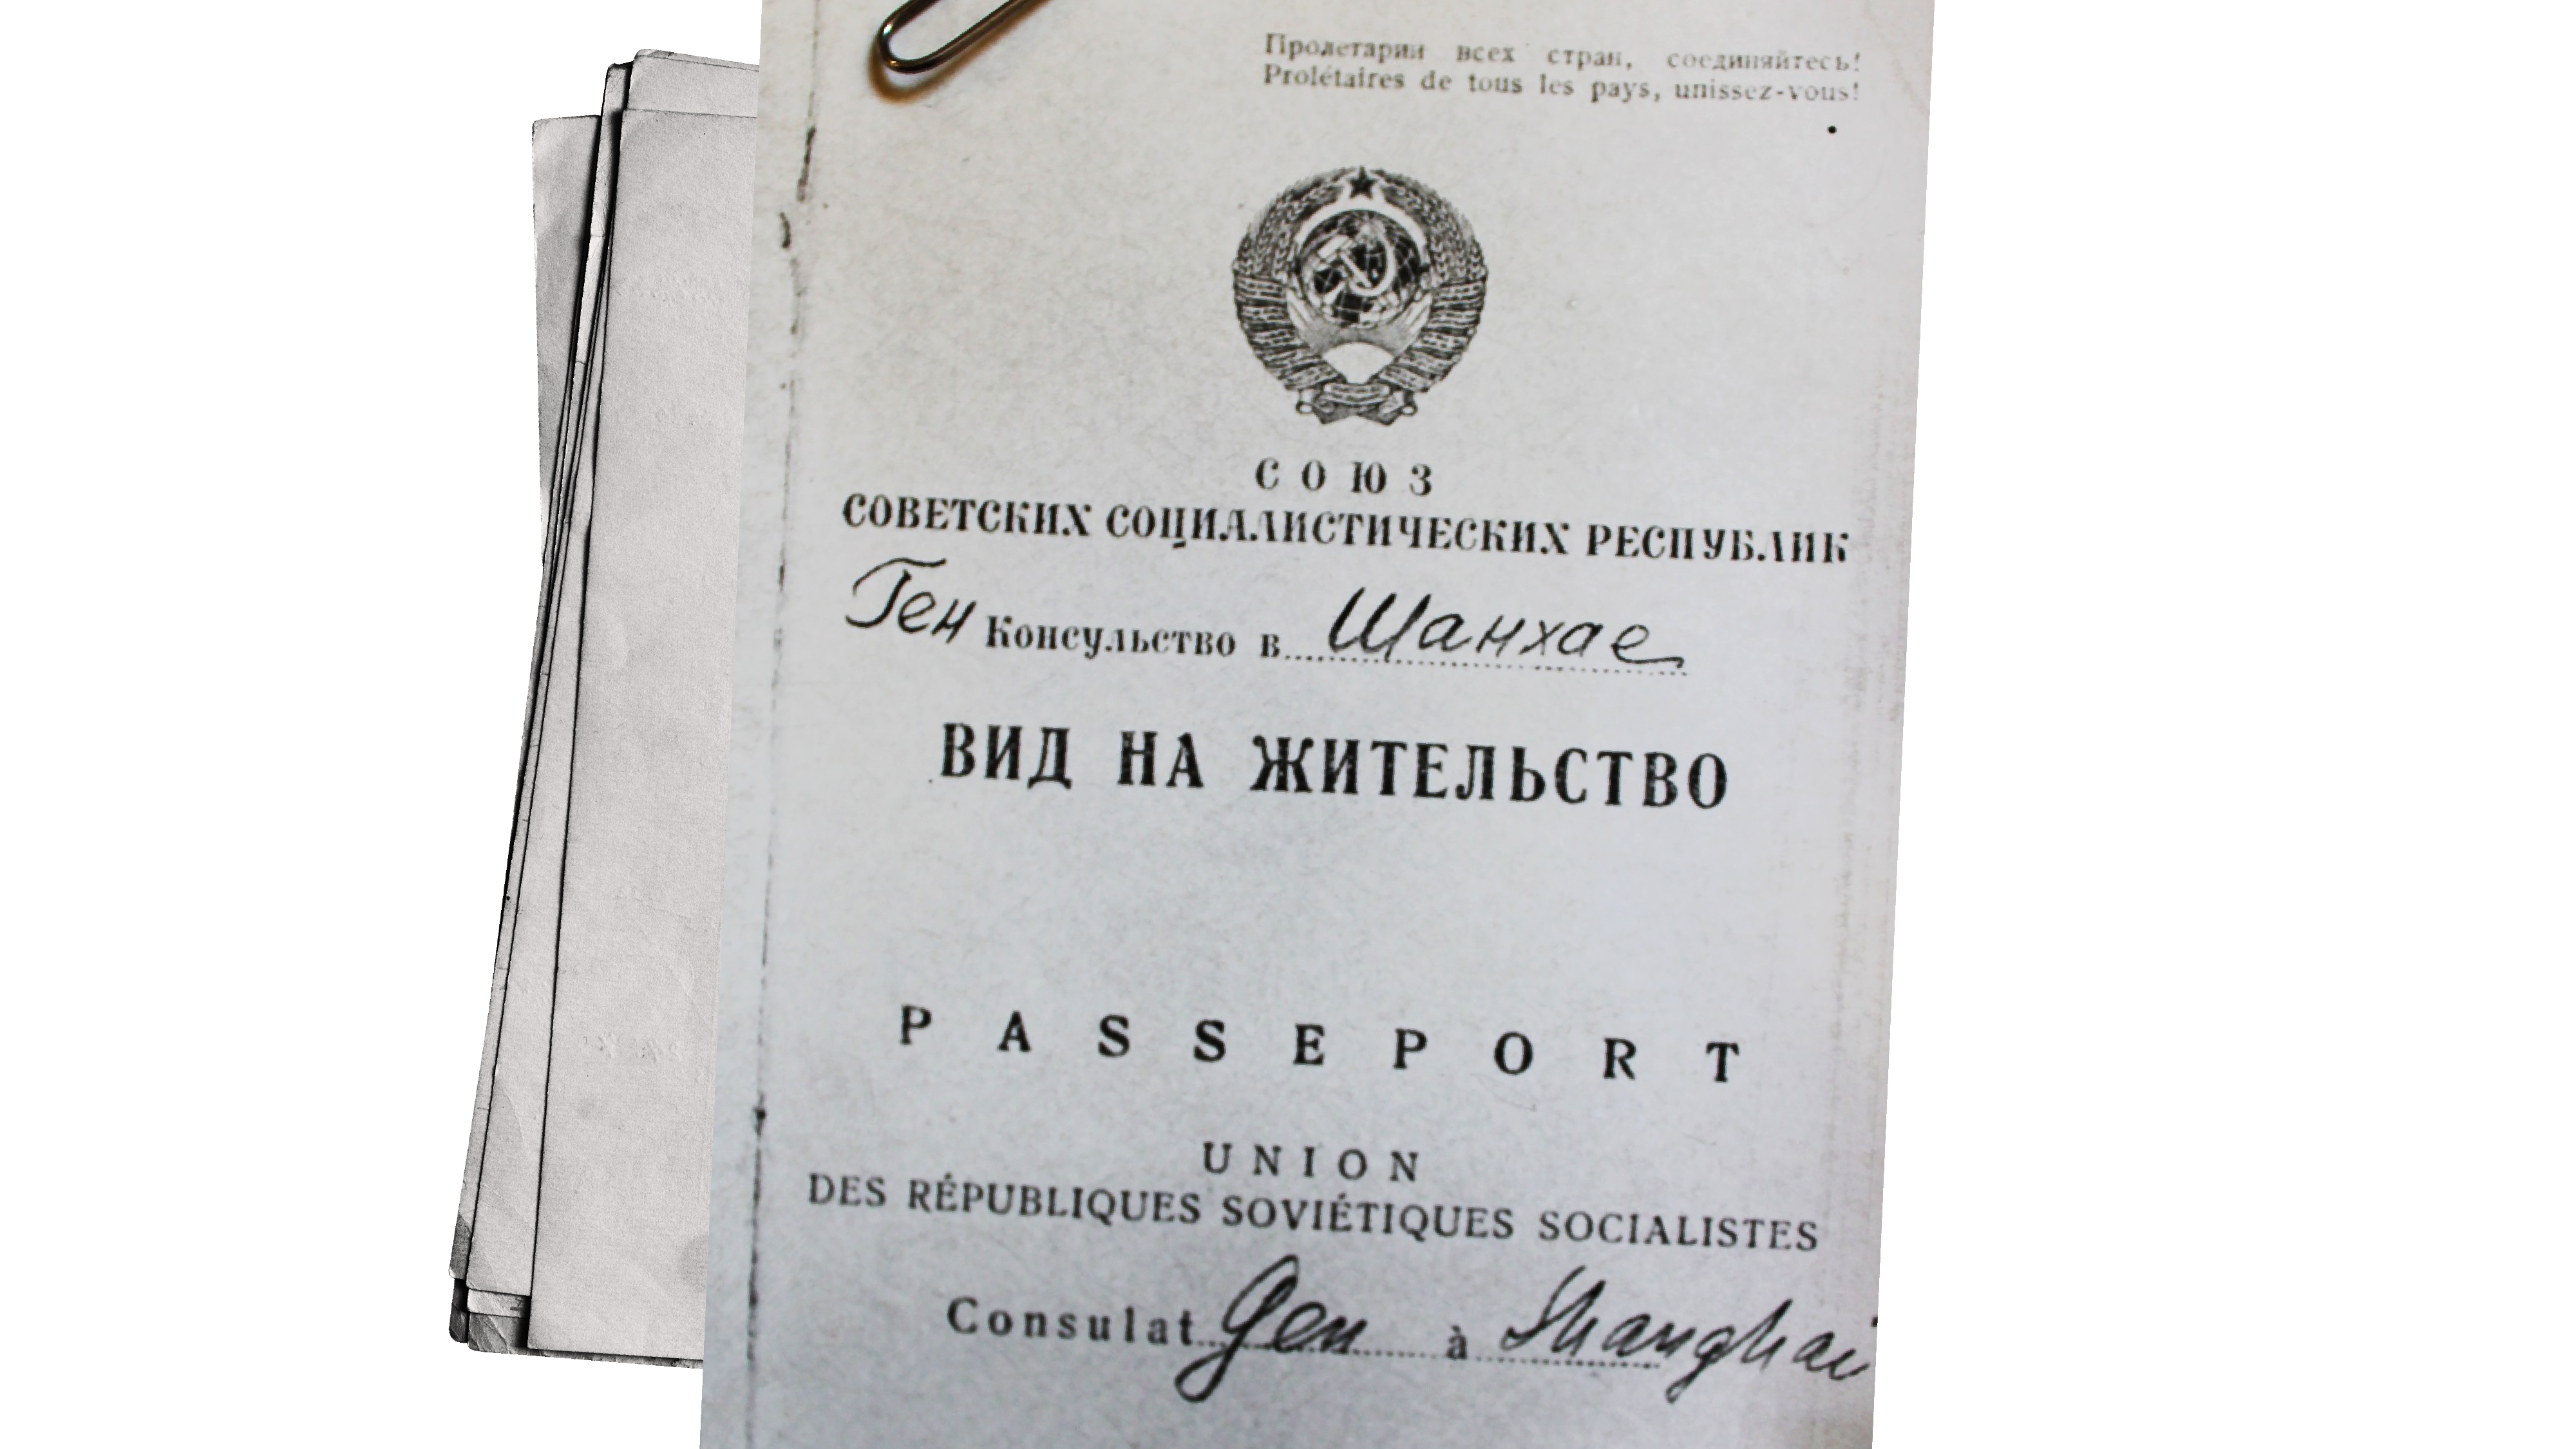 Пролетарии всех стран, соединяйтесь!
Prolétaires de tous les pays, unissez-vous!
СОЮЗ
СОВЕТСКИХ СОЦИАЛИСТИЧЕСКИХ РЕСПУБЛИК
Ген Консульство в Шанхае
ВИД НА ЖИТЕЛЬСТВО
PASSEPORT
UNION
DES RÉPUBLIQUES SOVIÉTIQUES SOCIALISTES
Consulat Gen à Shanghai